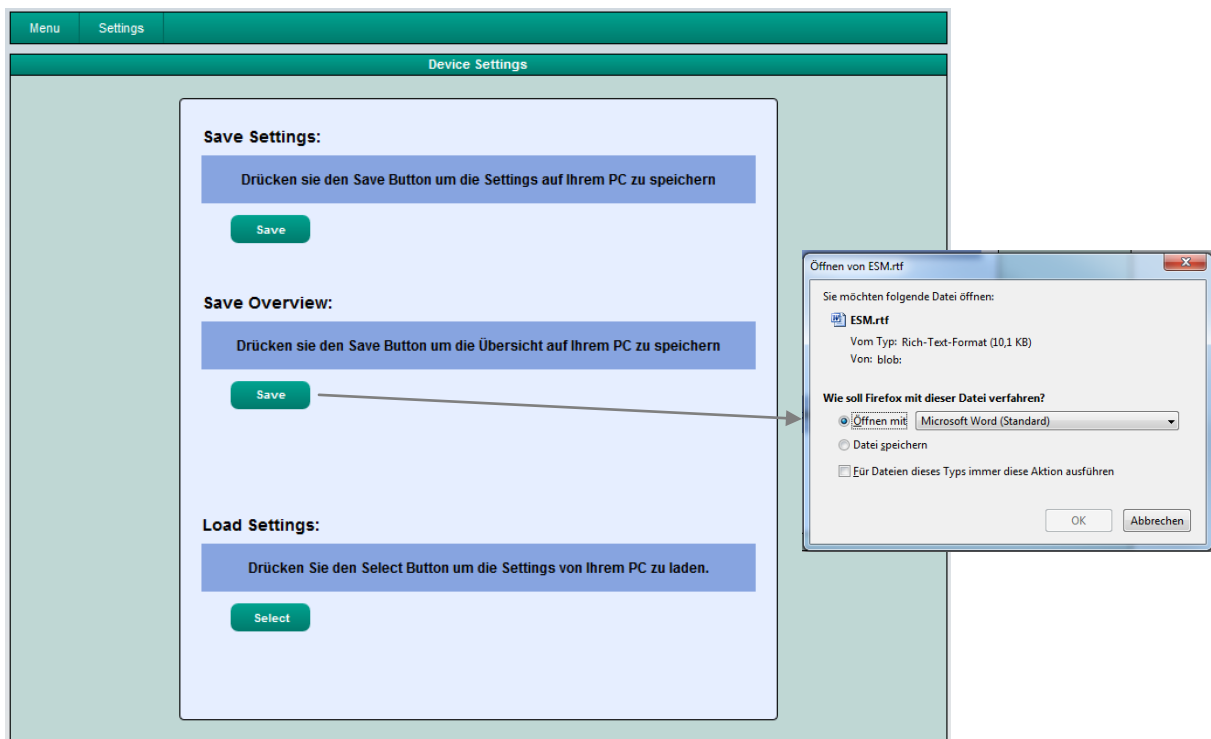 Menu Settings
Device Settings
Save Settings:
Drücken sie den Save Button um die Settings auf Ihrem PC zu speichern
Save
Save Overview:
Drücken sie den Save Button um die Übersicht auf Ihrem PC zu speichern
Save
Load Settings:
Drücken Sie den Select Button um die Settings von Ihrem PC zu laden.
Select
Öffnen von ESM.rtf
Sie möchten folgende Datei öffnen:
ESM.rtf
Vom Typ: Rich-Text-Format (10,1 KB)
Von: blob:
Wie soll Firefox mit dieser Datei verfahren?
Öffnen mit Microsoft Word (Standard)
Datei speichern
Für Dateien dieses Typs immer diese Aktion ausführen
OK Abbrechen